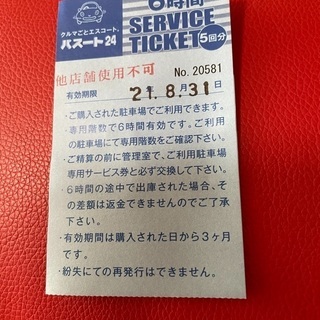 6時間
クルマごとエスコート。
パスート24
SERVICE
TICKET 5回分
他店舗使用不可
No. 20581
有効期限 21.8.31 日
・ご購入された駐車場でご利用できます。
専用階数で6時間有効です。ご利用
の駐車場にて専用階数をご確認下さい。
・ご精算の前に管理室で、ご利用駐車場
専用サービス券と必ず交換して下さい。
・6時間の途中で出庫された場合、そ
の差額は返金できませんのでご了承
下さい。
・有効期間は購入された日から3ヶ月
です。
・紛失にての再発行はできません。